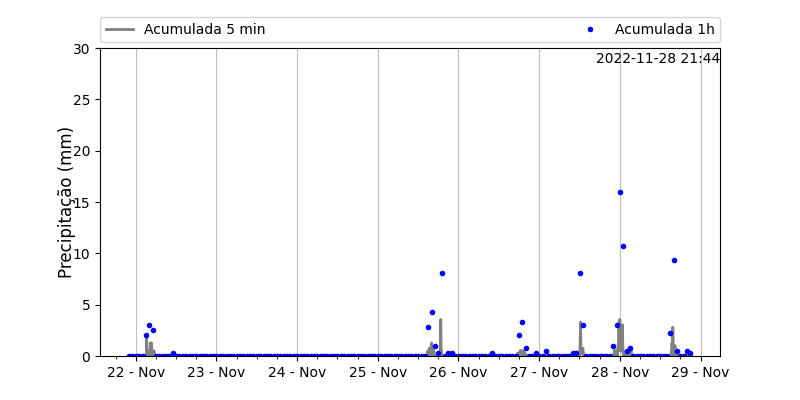 Acumulada 5 min Acumulada 1h
2022-11-28 21:44
Precipitação (mm)
30
25
20
15
10
5
0
22 - Nov 23 - Nov 24 - Nov 25 - Nov 26 - Nov 27 - Nov 28 - Nov 29 - Nov